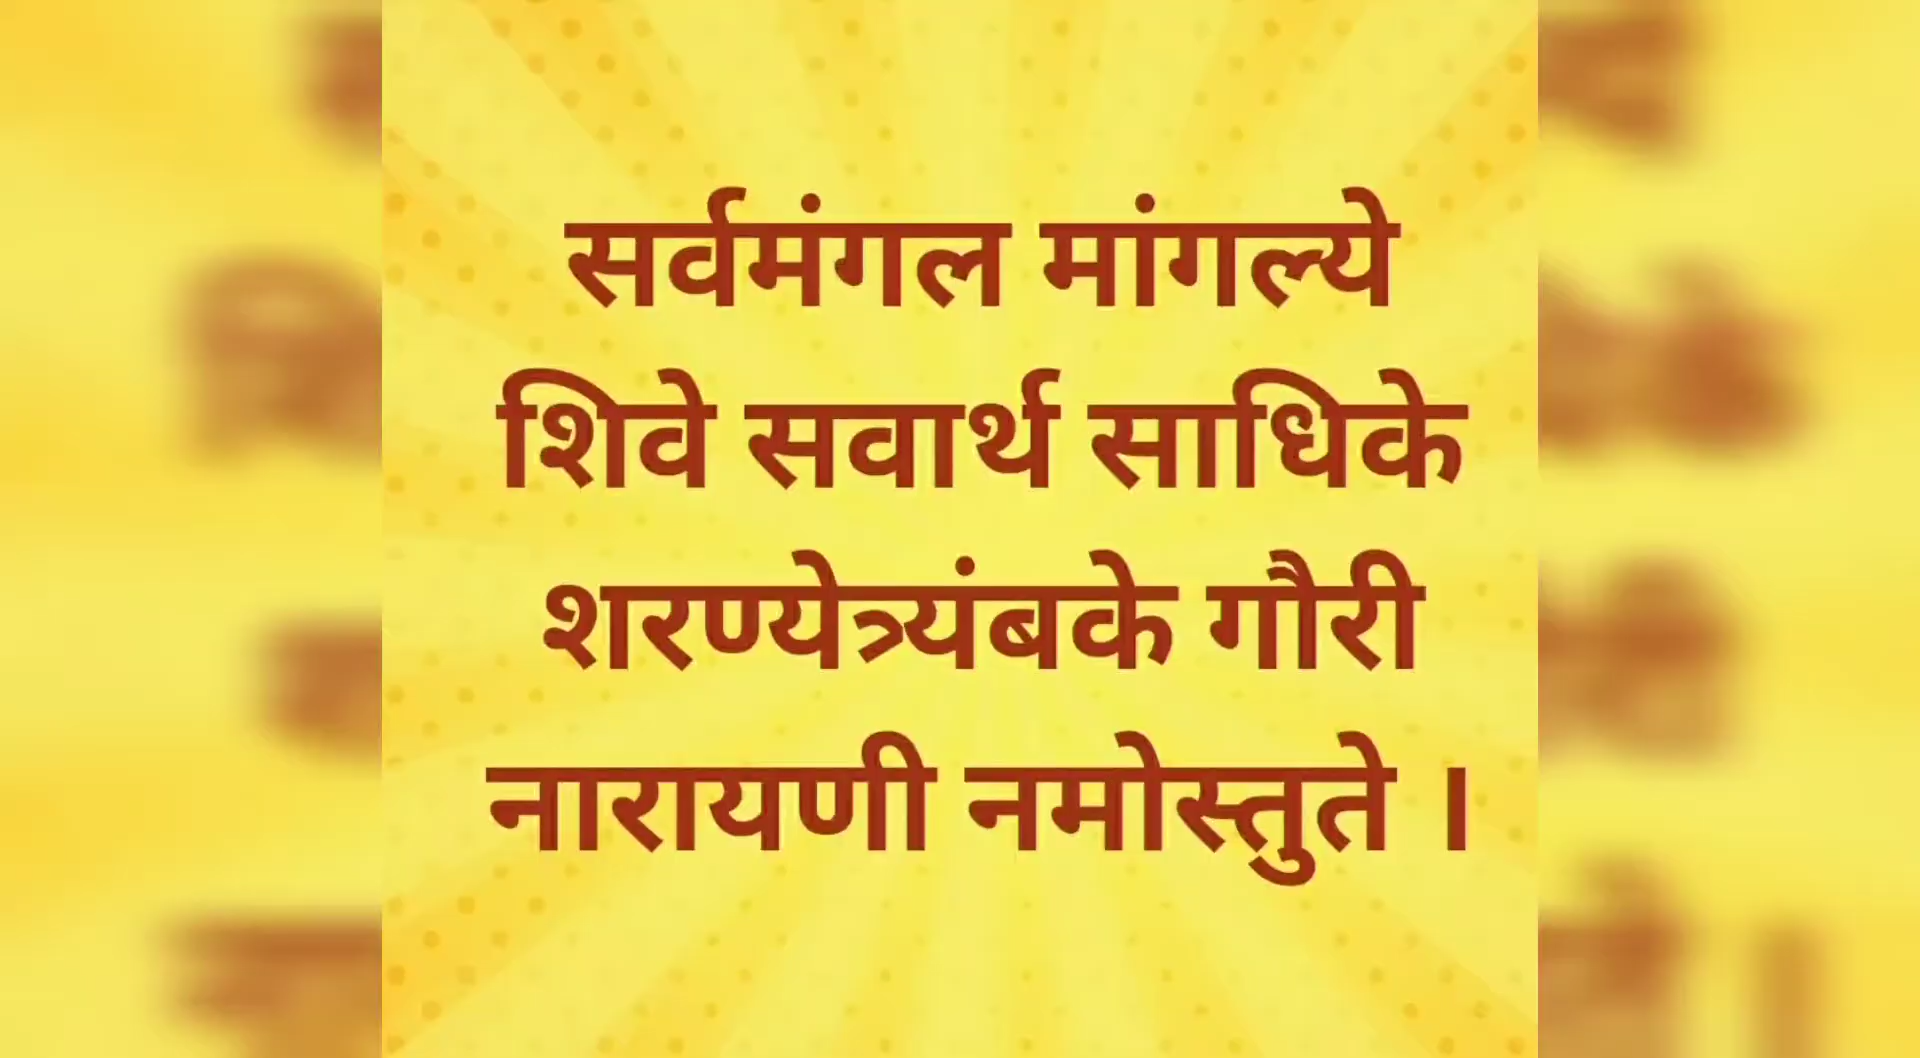 सर्वमंगल मांगल्ये
शिवे सवार्थ साधिके
शरण्येत्र्यंबके गौरी
नारायणी नमोस्तुते ।